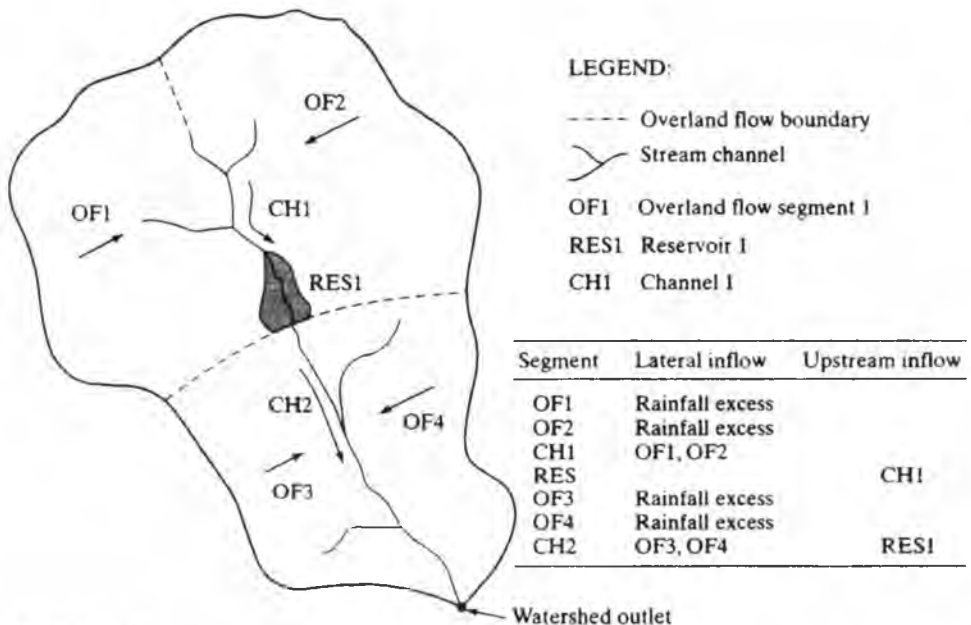 OF2
OF1
CH1
RES1
CH2
OF4
OF3
Watershed outlet
LEGEND:
Overland flow boundary
Stream channel
OF1 Overland flow segment 1
RES1 Reservoir 1
CH1 Channel 1
Segment Lateral inflow Upstream inflow
OF1 Rainfall excess
OF2 Rainfall excess
CH1 OF1, OF2
RES CH1
OF3 Rainfall excess
OF4 Rainfall excess
CH2 OF3, OF4 RES1